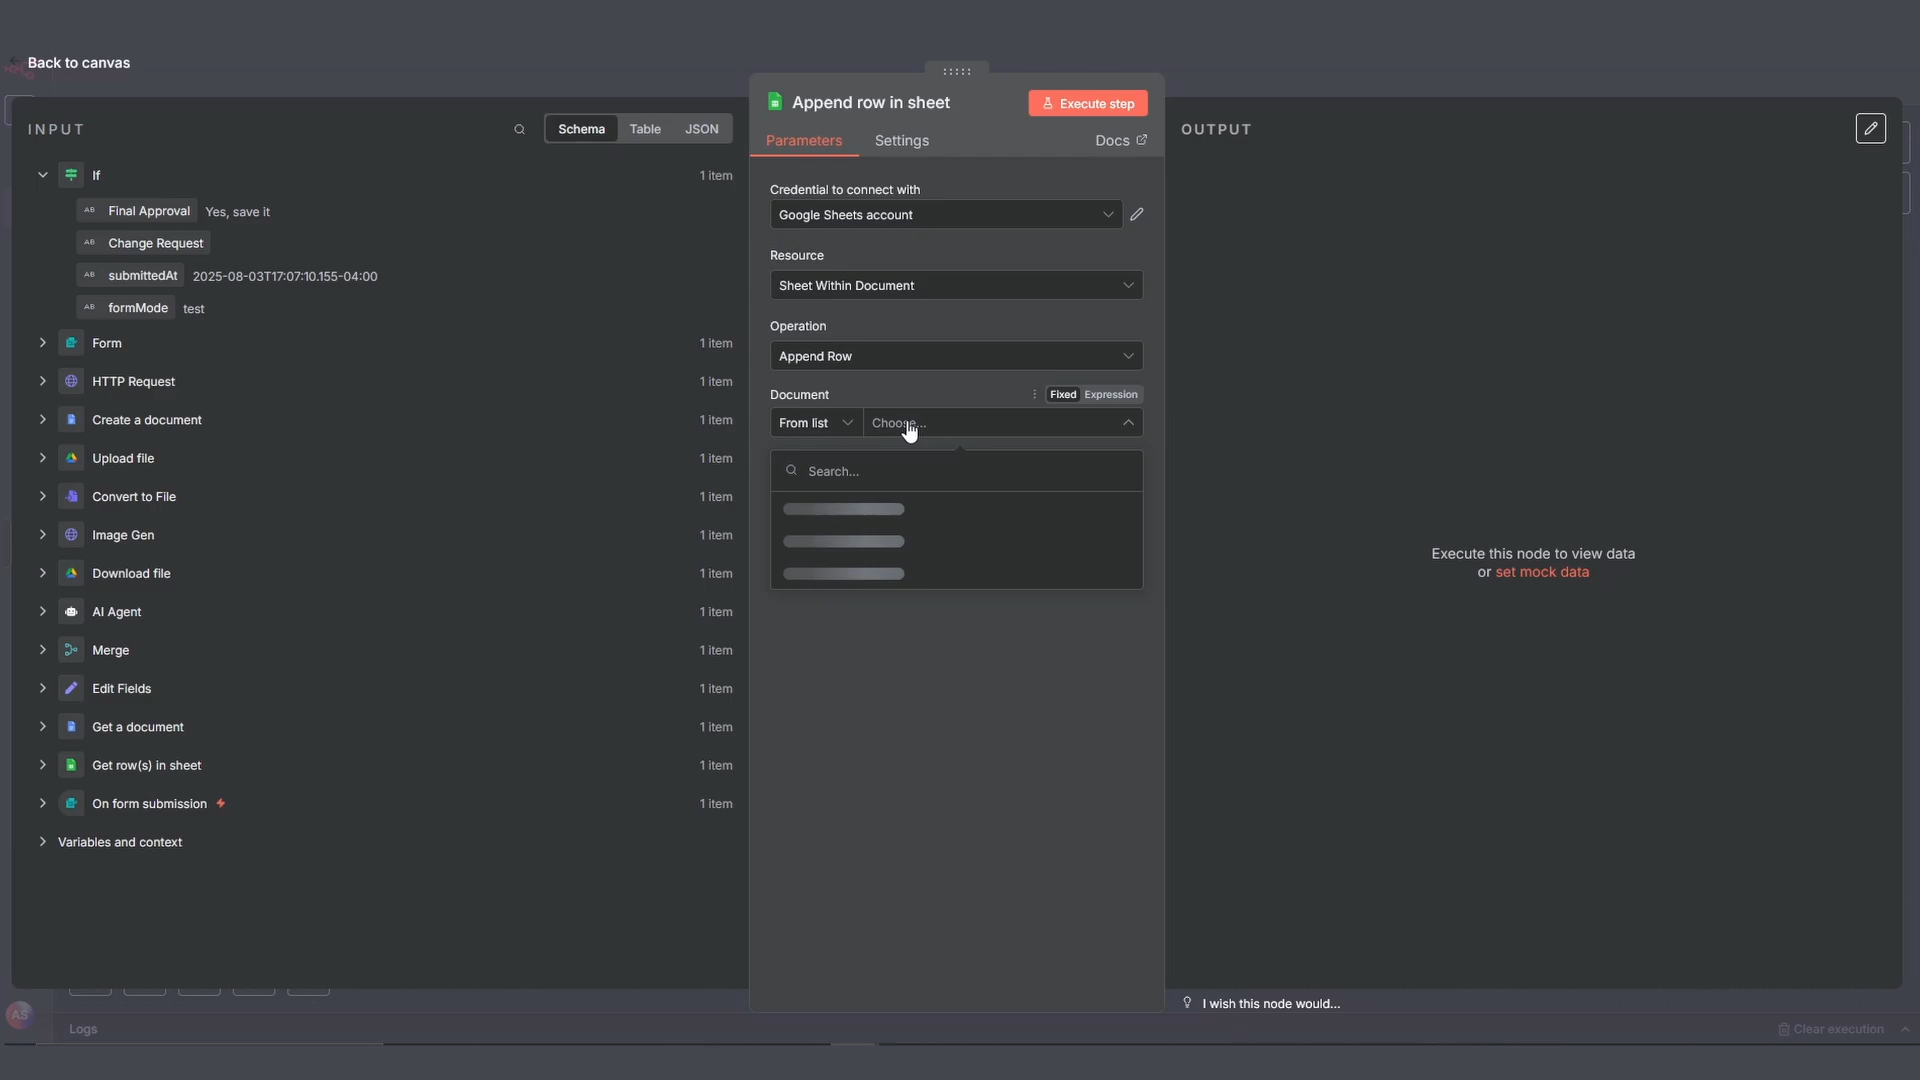 Back to canvas
INPUT
Schema
Table
JSON
If
1 item
AB Final Approval Yes, save it
AB Change Request
AB submittedAt 2025-08-03T17:07:10.155-04:00
AB formMode test
Form
1 item
HTTP Request
1 item
Create a document
1 item
Upload file
1 item
Convert to File
1 item
Image Gen
1 item
Download file
1 item
AI Agent
1 item
Merge
1 item
Edit Fields
1 item
Get a document
1 item
Get row(s) in sheet
1 item
On form submission
1 item
Variables and context
Append row in sheet
Execute step
Parameters
Settings
Docs
Credential to connect with
Google Sheets account
Resource
Sheet Within Document
Operation
Append Row
Document
Fixed Expression
From list
Choose...
Search...
OUTPUT
Execute this node to view data
or set mock data
I wish this node would...
AS
Logs
Clear execution